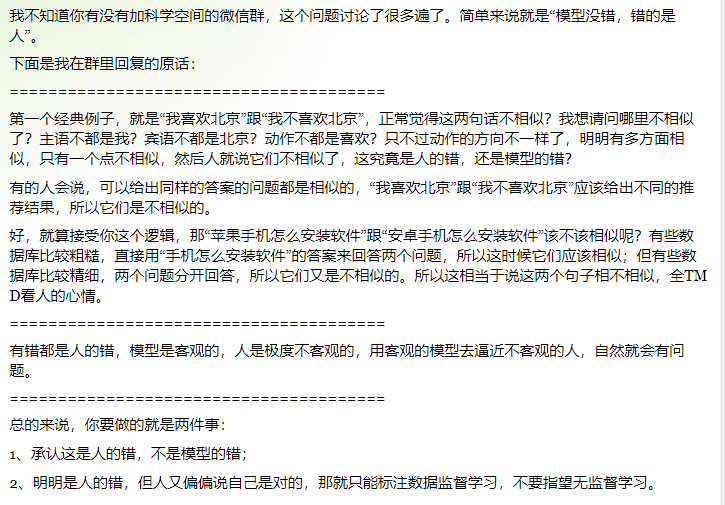 我不知道你有没有加科学空间的微信群，这个问题讨论了很多遍了。简单来说就是“模型没错，错的是
人”。
下面是我在群里回复的原话：
=======================================
第一个经典例子，就是“我喜欢北京”跟“我不喜欢北京”，正常觉得这两句话不相似？我想请问哪里不相似
了？主语不都是我？宾语不都是北京？动作不都是喜欢？只不过动作的方向不一样了，明明有多方面相
似，只有一个点不相似，然后人就说它们不相似了，这究竟是人的错，还是模型的错？
有的人会说，可以给出同样的答案的问题都是相似的，“我喜欢北京”跟“我不喜欢北京”应该给出不同的推
荐结果，所以它们是不相似的。
好，就算接受你这个逻辑，那“苹果手机怎么安装软件”跟“安卓手机怎么安装软件”该不该相似呢？有些数
据库比较粗糙，直接用“手机怎么安装软件”的答案来回答两个问题，所以这时候它们应该相似；但有些数
据库比较精细，两个问题分开回答，所以它们又是不相似的。所以这相当于说这两个句子相不相似，全TM
D看人的心情。
=======================================
有错都是人的错，模型是客观的，人是极度不客观的，用客观的模型去逼近不客观的人，自然就会有问
题。
=======================================
总的来说，你要做的就是两件事：
1、承认这是人的错，不是模型的错；
2、明明是人的错，但人又偏偏说自己是对的，那就只能标注数据监督学习，不要指望无监督学习。